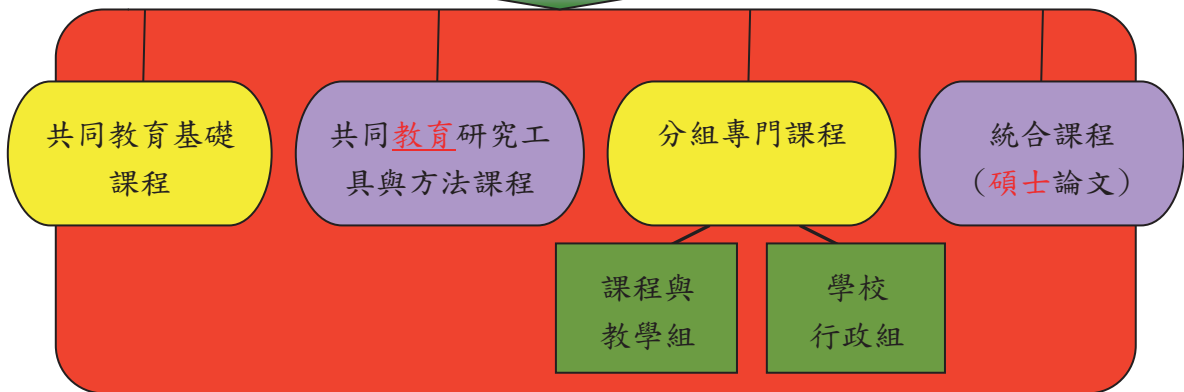 共同教育基礎
課程
共同教育研究工
具與方法課程
分組專門課程
統合課程
（碩士論文）
課程與
教學組
學校
行政組